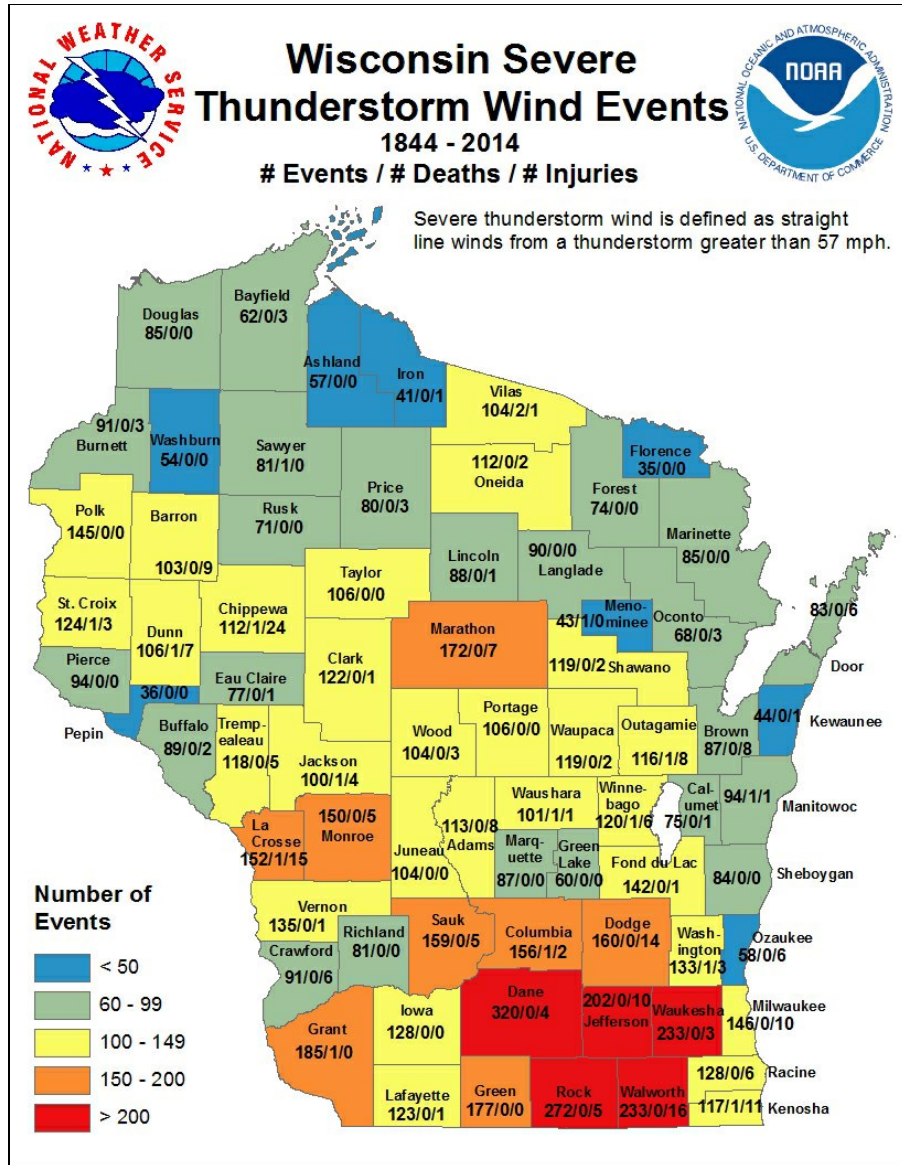 NATIONAL WEATHER SERVICE
NATIONAL OCEANIC AND ATMOSPHERIC ADMINISTRATION
NOAA
U.S. DEPARTMENT OF COMMERCE
Wisconsin Severe
Thunderstorm Wind Events
1844 - 2014
# Events / # Deaths / # Injuries
Severe thunderstorm wind is defined as straight
line winds from a thunderstorm greater than 57 mph.
Douglas
85/0/0
Bayfield
62/0/3
Ashland
57/0/0
Iron
41/0/1
Vilas
104/2/1
91/0/3
Burnett
Washburn
54/0/0
Sawyer
81/1/0
Price
80/0/3
112/0/2
Oneida
Forest
74/0/0
Florence
35/0/0
Marinette
85/0/0
Polk
145/0/0
Barron
103/0/9
Rusk
71/0/0
Lincoln
88/0/1
90/0/0
Langlade
Taylor
106/0/0
St. Croix
124/1/3
Dunn
106/1/7
Chippewa
112/1/24
Marathon
172/0/7
43/1/0
Meno-
minee
Oconto
68/0/3
83/0/6
Door
Pierce
94/0/0
36/0/0
Pepin
Eau Claire
77/0/1
Clark
122/0/1
119/0/2
Shawano
Buffalo
89/0/2
Tremp-
ealeau
118/0/5
Jackson
100/1/4
Wood
104/0/3
Portage
106/0/0
Waupaca
119/0/2
Outagamie
116/1/8
Brown
87/0/8
44/0/1
Kewaunee
La
Crosse
152/1/15
150/0/5
Monroe
Juneau
104/0/0
113/0/8
Adams
Waushara
101/1/1
Winne-
bago
120/1/6
Cal-
umet
75/0/1
94/1/1
Manitowoc
Marq-
uette
87/0/0
Green
Lake
60/0/0
Fond du Lac
142/0/1
84/0/0
Sheboygan
Vernon
135/0/1
Crawford
91/0/6
Richland
81/0/0
Sauk
159/0/5
Columbia
156/1/2
Dodge
160/0/14
Wash-
ington
133/1/3
Ozaukee
58/0/6
Grant
185/1/0
Iowa
128/0/0
Dane
320/0/4
202/0/10
Jefferson
Waukesha
233/0/3
Milwaukee
146/0/10
Lafayette
123/0/1
Green
177/0/0
Rock
272/0/5
Walworth
233/0/16
128/0/6
Racine
117/1/11
Kenosha
Number of
Events
< 50
60 - 99
100 - 149
150 - 200
> 200